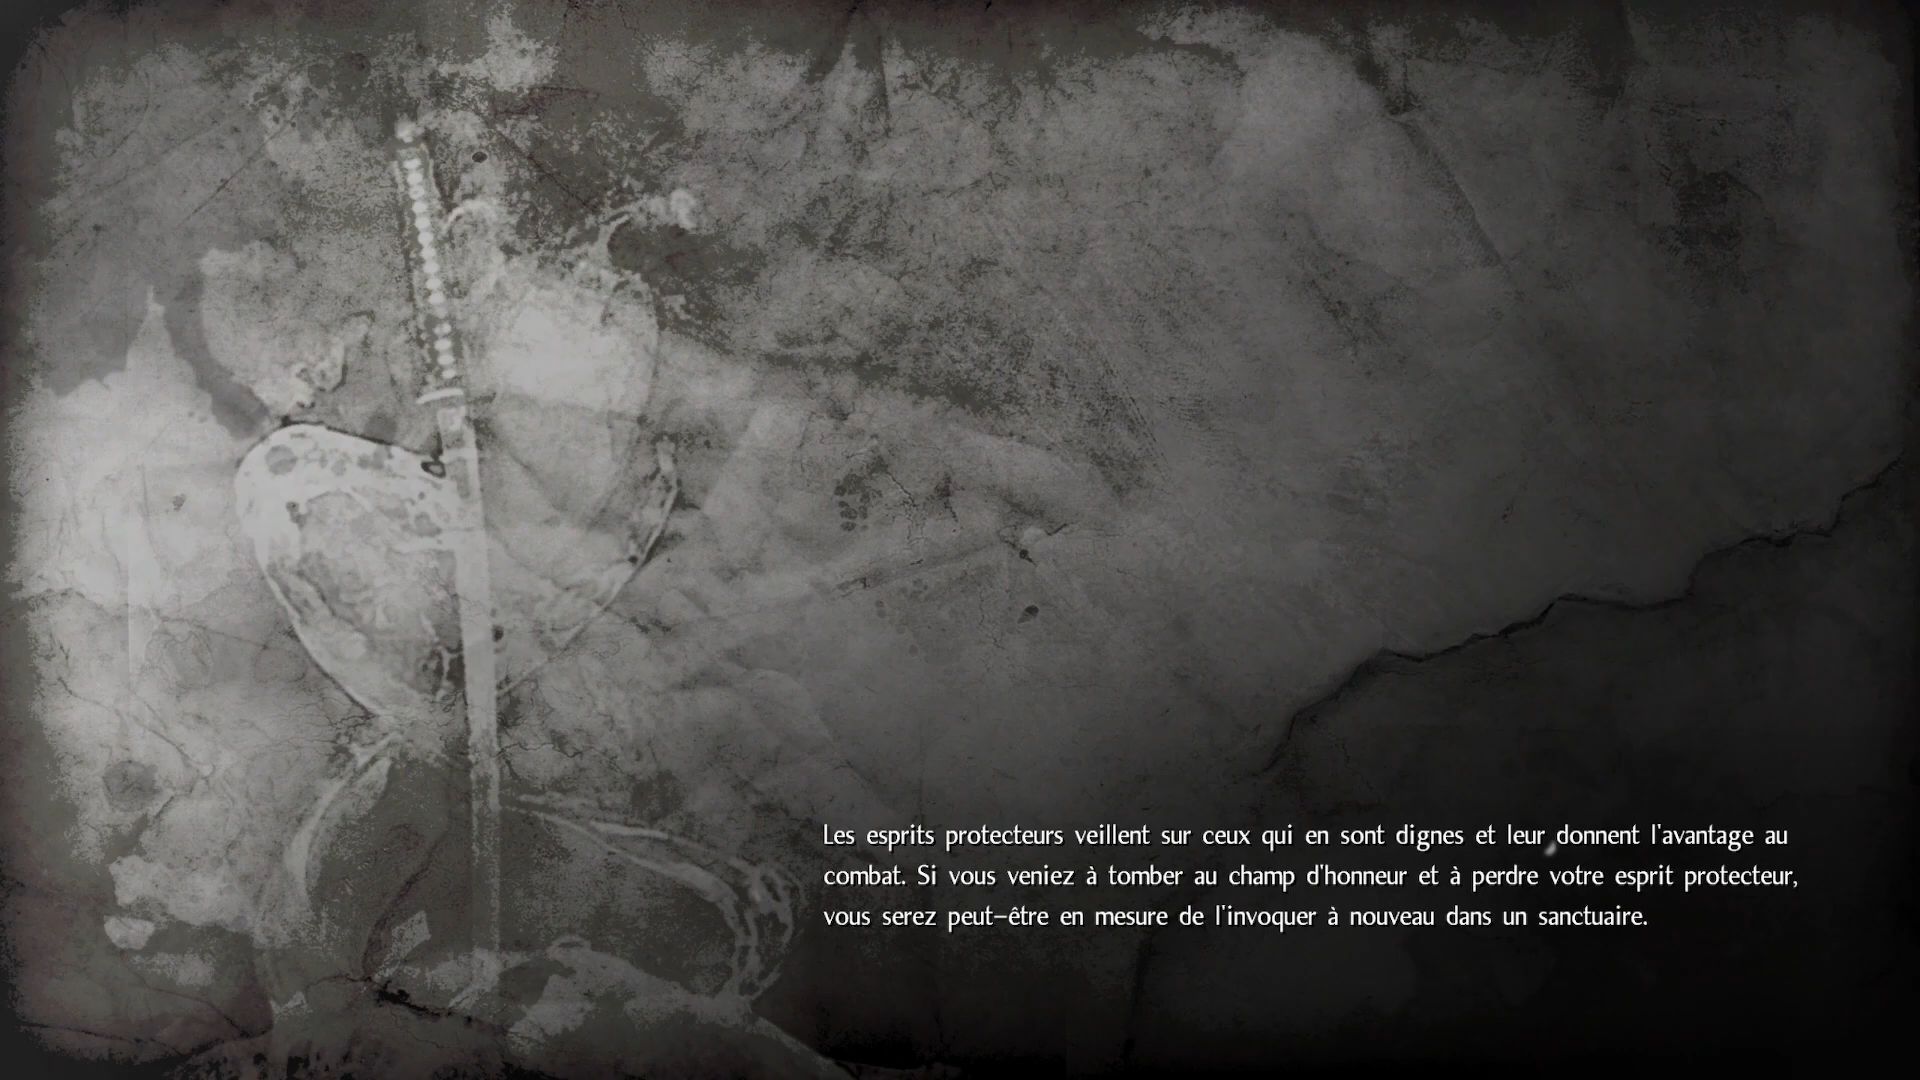 Les esprits protecteurs veillent sur ceux qui en sont dignes et leur donnent l'avantage au
combat. Si vous veniez à tomber au champ d'honneur et à perdre votre esprit protecteur,
vous serez peut-être en mesure de l'invoquer à nouveau dans un sanctuaire.